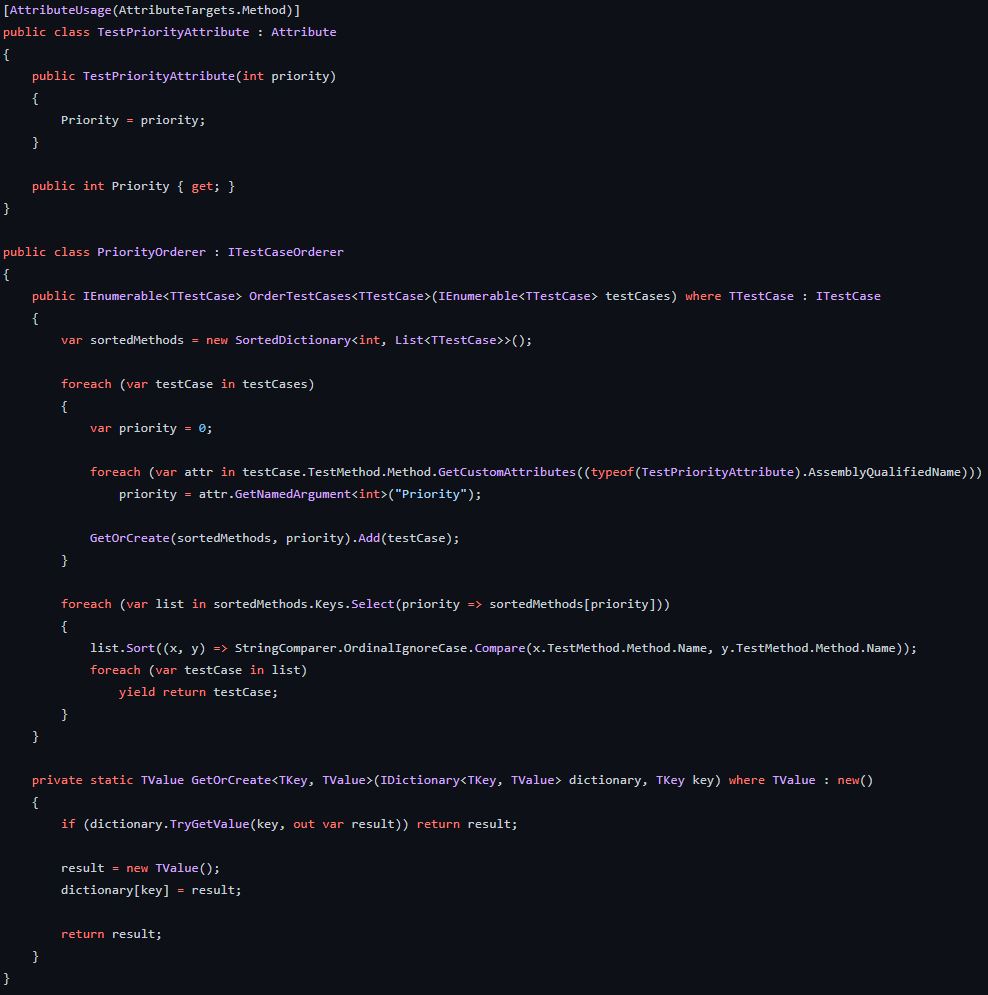 [AttributeUsage(AttributeTargets.Method)]
public class TestPriorityAttribute : Attribute
{
    public TestPriorityAttribute(int priority)
    {
        Priority = priority;
    }

    public int Priority { get; }
}

public class PriorityOrderer : ITestCaseOrderer
{
    public IEnumerable<TTestCase> OrderTestCases<TTestCase>(IEnumerable<TTestCase> testCases) where TTestCase : ITestCase
    {
        var sortedMethods = new SortedDictionary<int, List<TTestCase>>();

        foreach (var testCase in testCases)
        {
            var priority = 0;

            foreach (var attr in testCase.TestMethod.Method.GetCustomAttributes((typeof(TestPriorityAttribute).AssemblyQualifiedName)))
                priority = attr.GetNamedArgument<int>("Priority");

            GetOrCreate(sortedMethods, priority).Add(testCase);
        }

        foreach (var list in sortedMethods.Keys.Select(priority => sortedMethods[priority]))
        {
            list.Sort((x, y) => StringComparer.OrdinalIgnoreCase.Compare(x.TestMethod.Method.Name, y.TestMethod.Method.Name));
            foreach (var testCase in list)
                yield return testCase;
        }
    }

    private static TValue GetOrCreate<TKey, TValue>(IDictionary<TKey, TValue> dictionary, TKey key) where TValue : new()
    {
        if (dictionary.TryGetValue(key, out var result)) return result;

        result = new TValue();
        dictionary[key] = result;

        return result;
    }
}